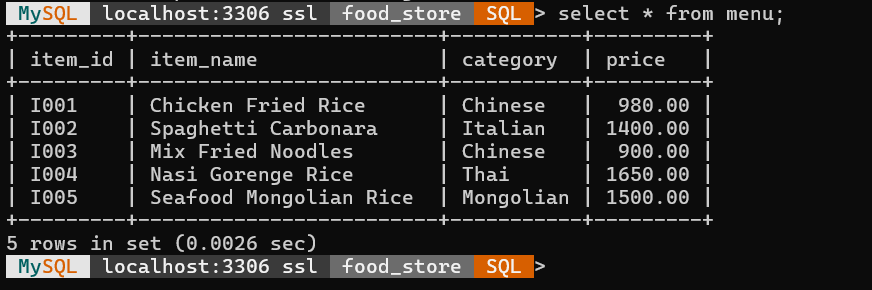 MySQL localhost:3306 ssl food_store SQL> select * from menu;
+---------+------------------------+-----------+---------+
| item_id | item_name              | category  | price   |
+---------+------------------------+-----------+---------+
| I001    | Chicken Fried Rice     | Chinese   |  980.00 |
| I002    | Spaghetti Carbonara    | Italian   | 1400.00 |
| I003    | Mix Fried Noodles      | Chinese   |  900.00 |
| I004    | Nasi Gorenge Rice      | Thai      | 1650.00 |
| I005    | Seafood Mongolian Rice | Mongolian | 1500.00 |
+---------+------------------------+-----------+---------+
5 rows in set (0.0026 sec)
MySQL localhost:3306 ssl food_store SQL>